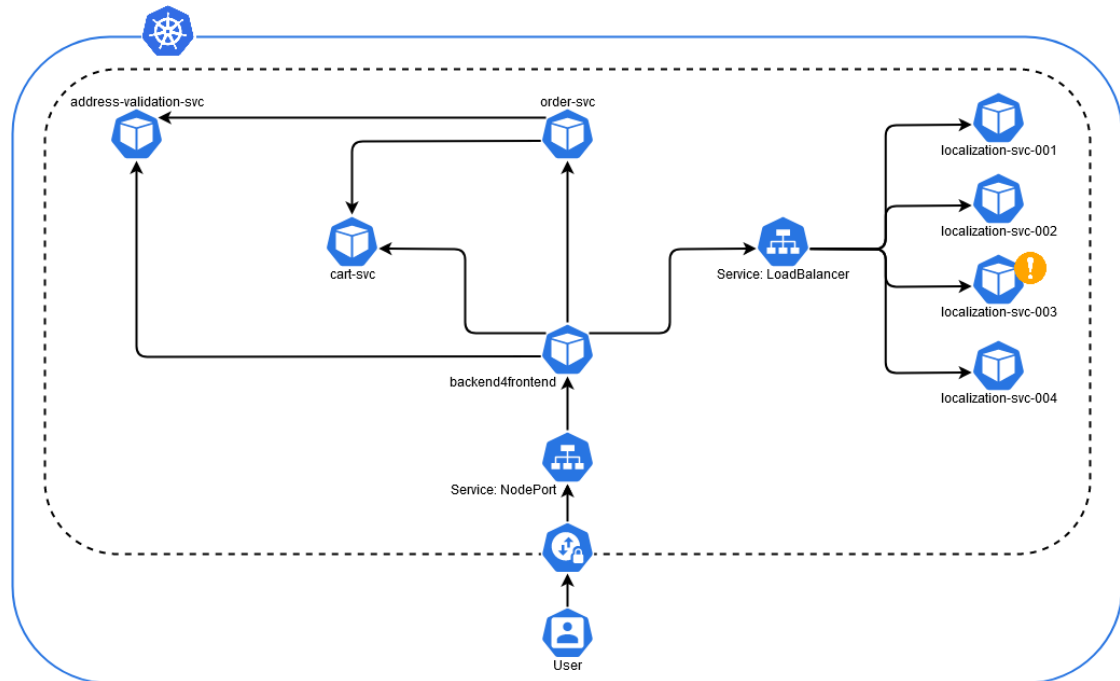 address-validation-svc
order-svc
localization-svc-001
localization-svc-002
cart-svc
Service: LoadBalancer
localization-svc-003
backend4frontend
localization-svc-004
Service: NodePort
User